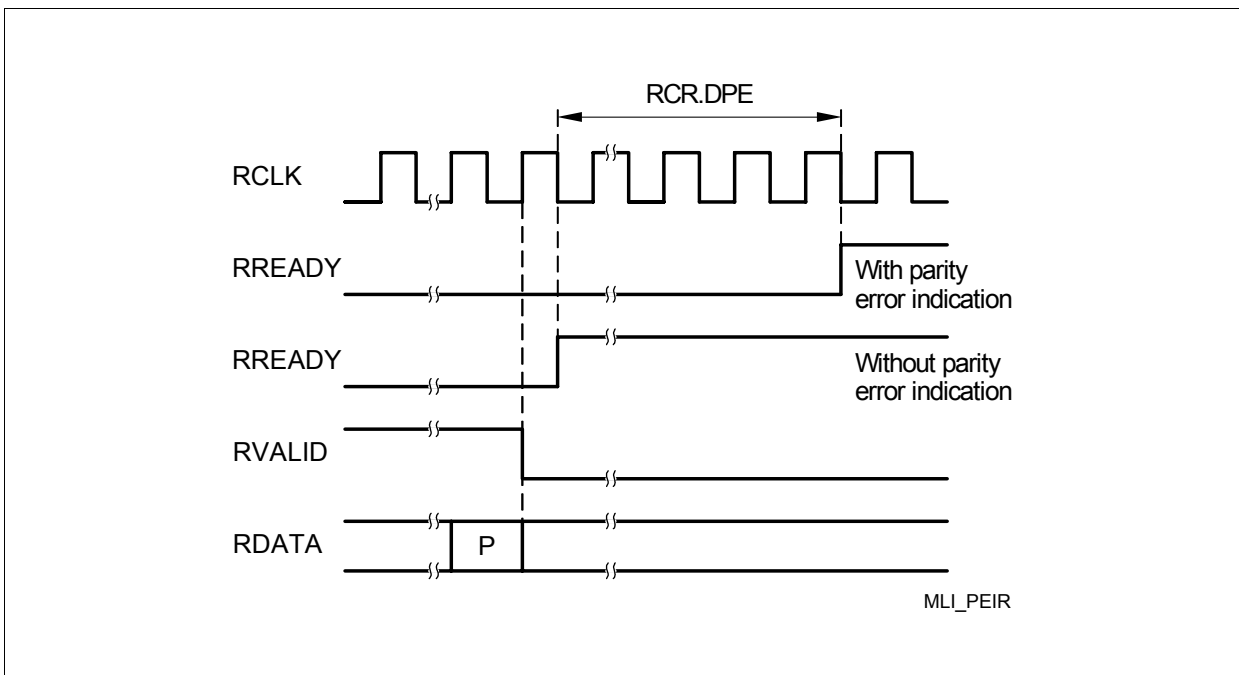 RCR.DPE
RCLK
RREADY
With parity
error indication
RREADY
Without parity
error indication
RVALID
RDATA
P
MLI_PEIR